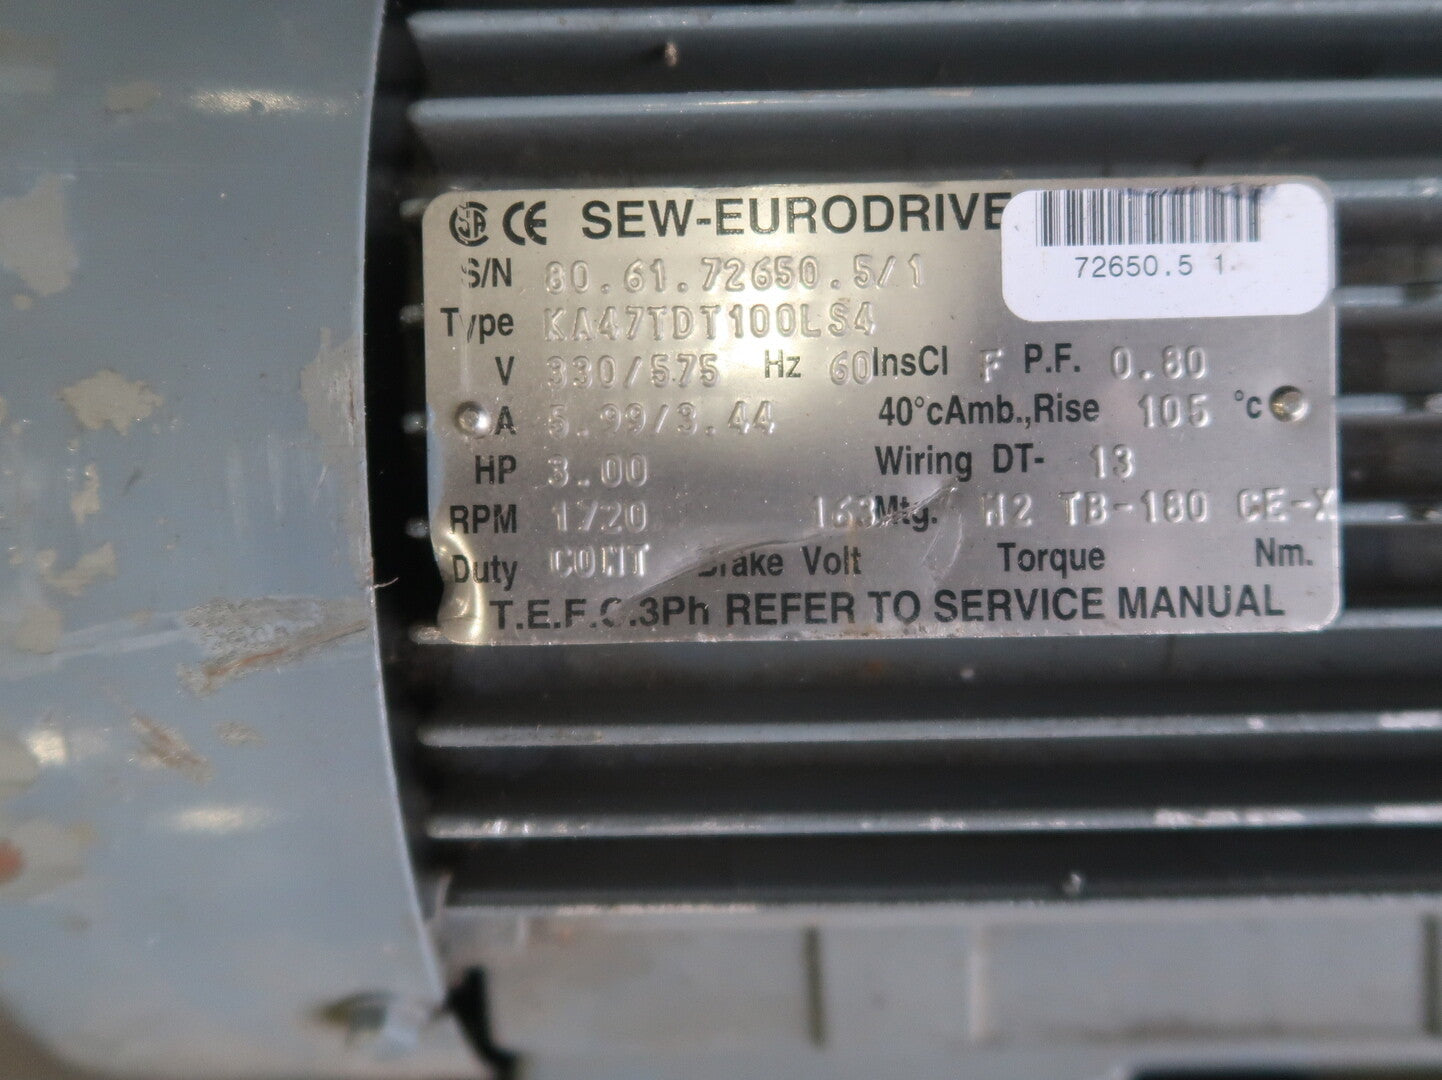 CSA CE SEW-EURODRIVE
72650.5 1
S/N 80.61.72650.5/1
Type KA47TDT100LS4
V 330/575 Hz 60 InsCl F P.F. 0.80
A 5.99/3.44 40°cAmb.,Rise 105 °c
HP 3.00 Wiring DT- 13
RPM 1720 163 Mtg. M2 TB-180 CE-X
Duty CONT Brake Volt Torque Nm.
T.E.F.C.3Ph REFER TO SERVICE MANUAL